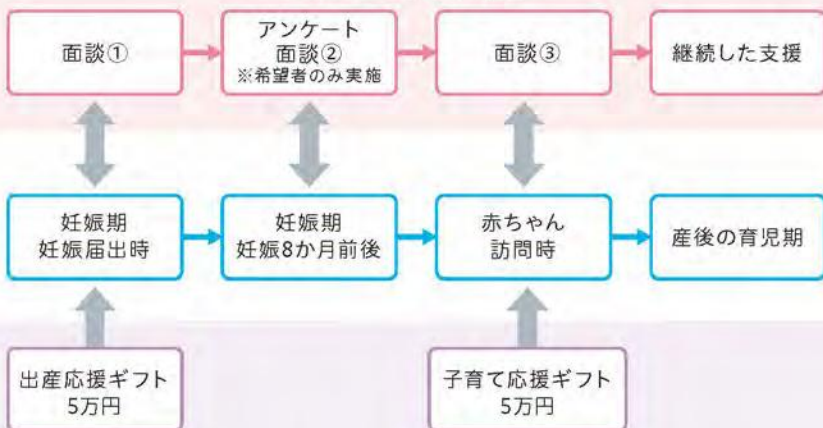 面談①
アンケート
面談②
※希望者のみ実施
面談③
継続した支援
妊娠期
妊娠届出時
妊娠期
妊娠8か月前後
赤ちゃん
訪問時
産後の育児期
出産応援ギフト
5万円
子育て応援ギフト
5万円